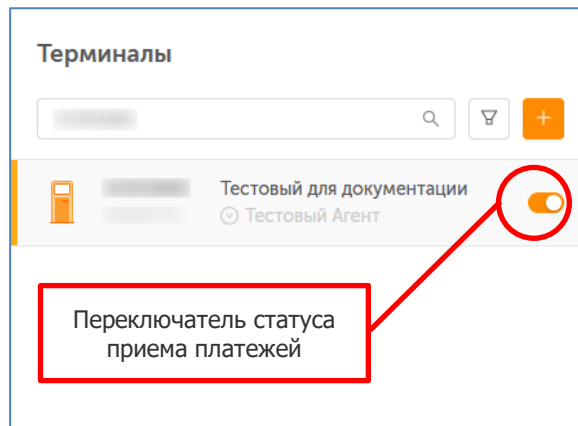 Терминалы
Тестовый для документации
Тестовый Агент
Переключатель статуса
приема платежей